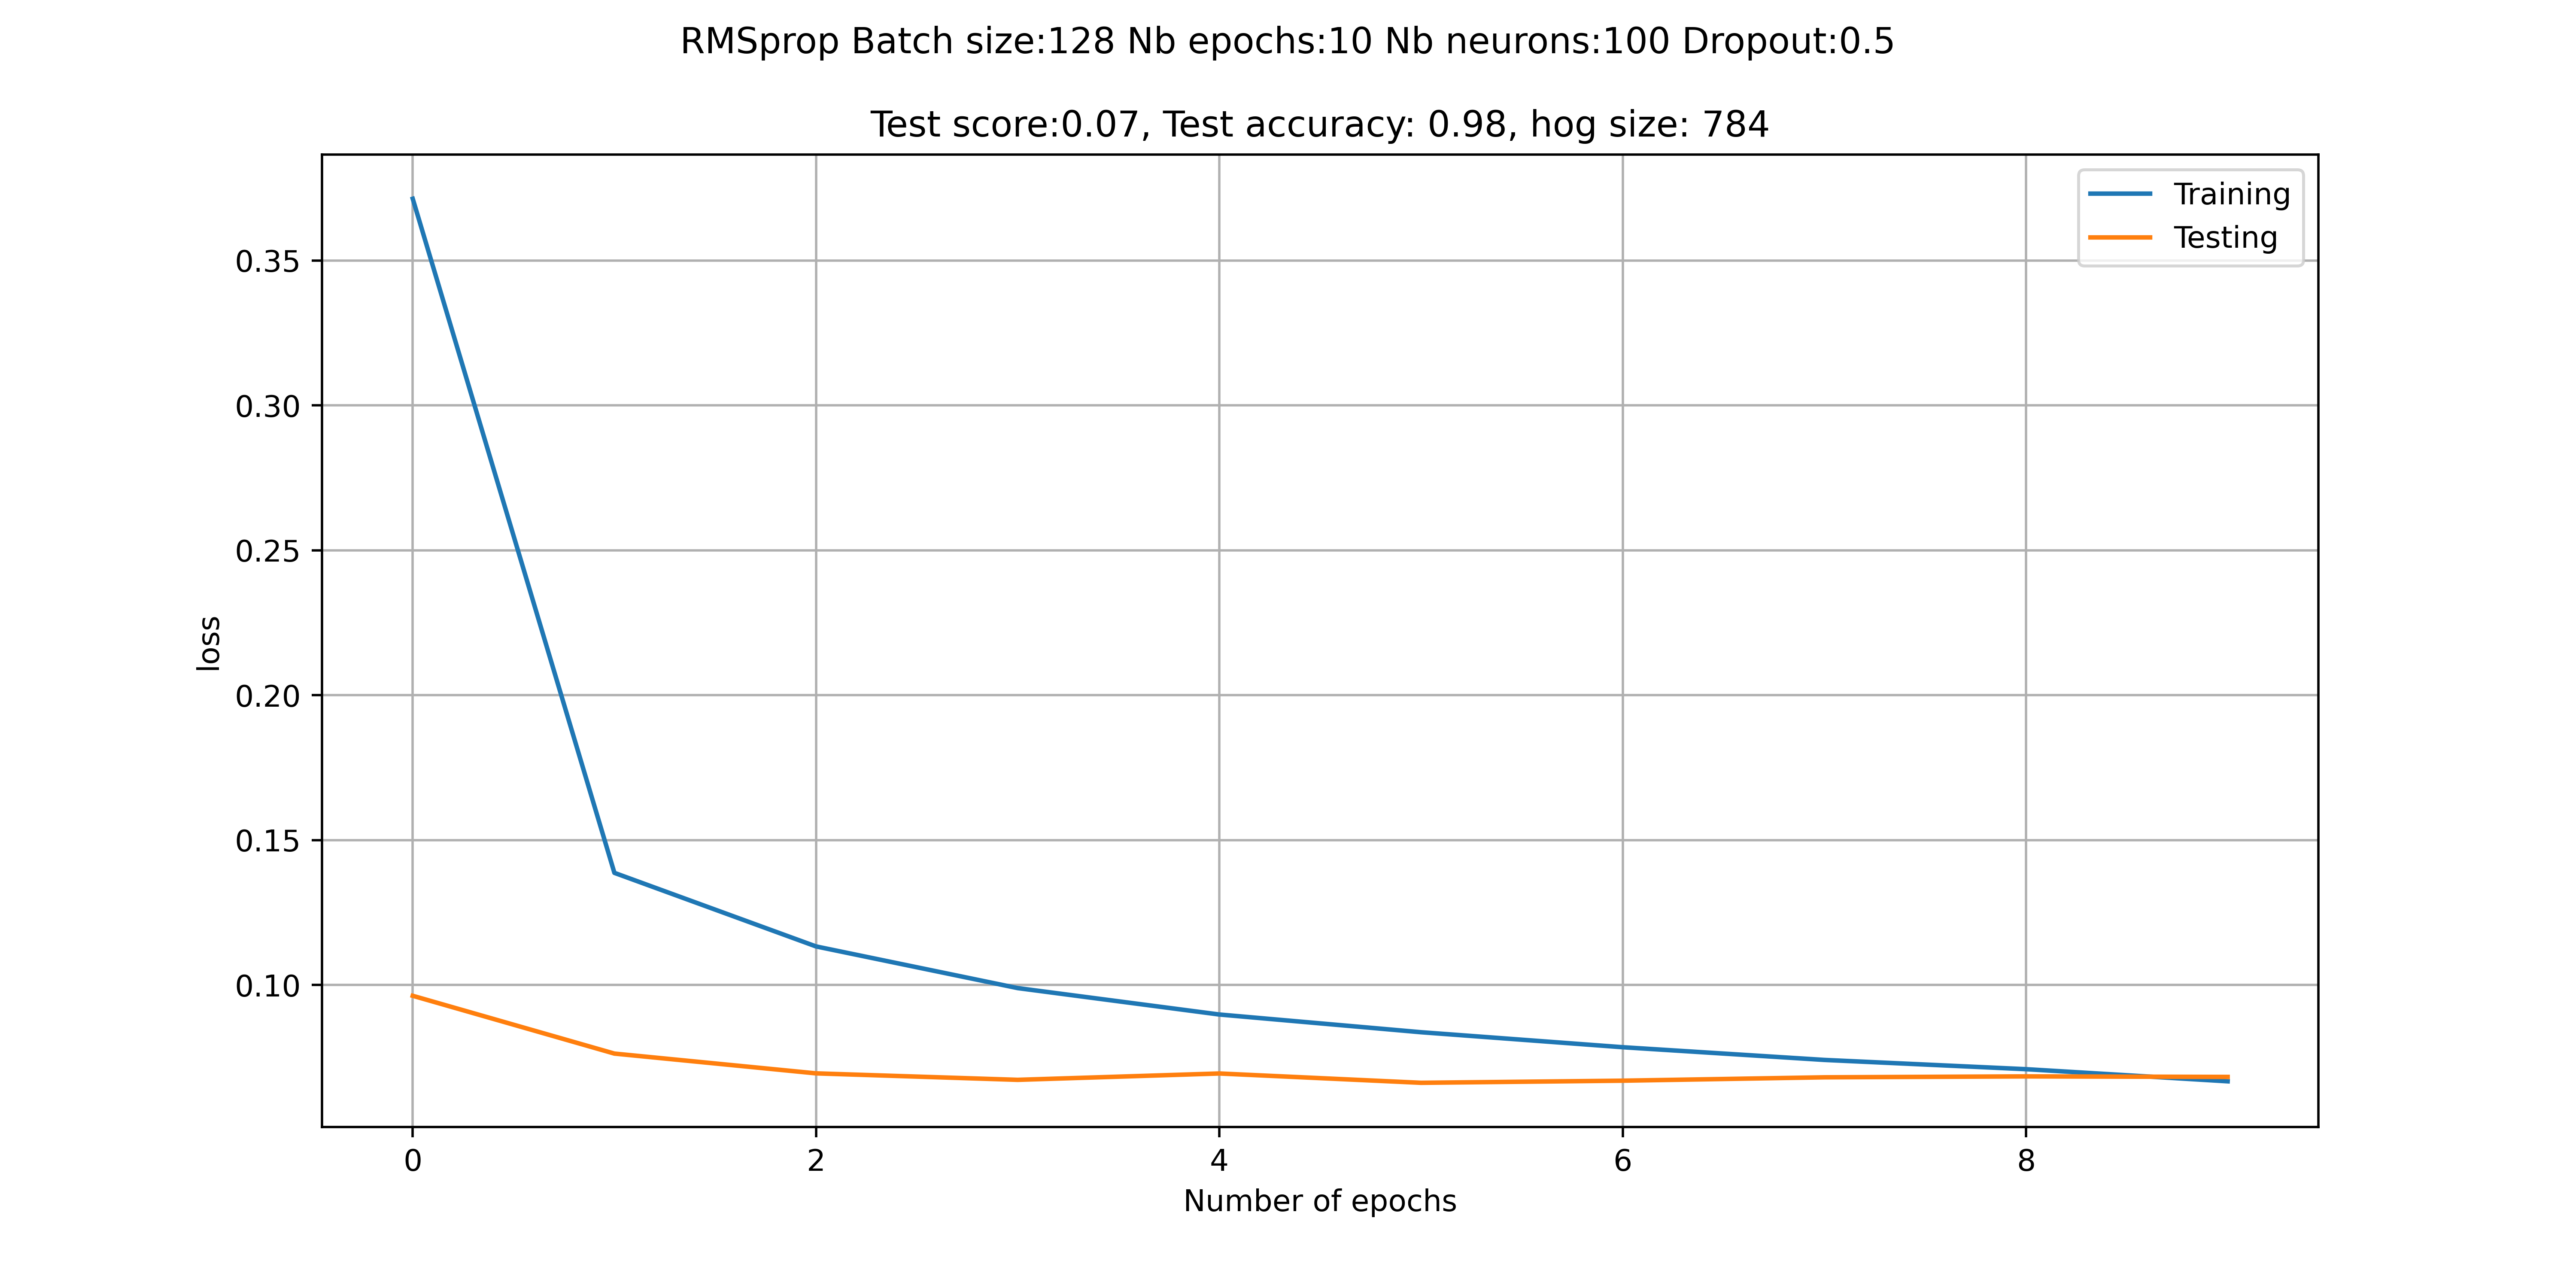 RMSprop Batch size:128 Nb epochs:10 Nb neurons:100 Dropout:0.5
Test score:0.07, Test accuracy: 0.98, hog size: 784
Training
Testing
0.35
0.30
0.25
0.20
0.15
0.10
loss
0 2 4 6 8
Number of epochs